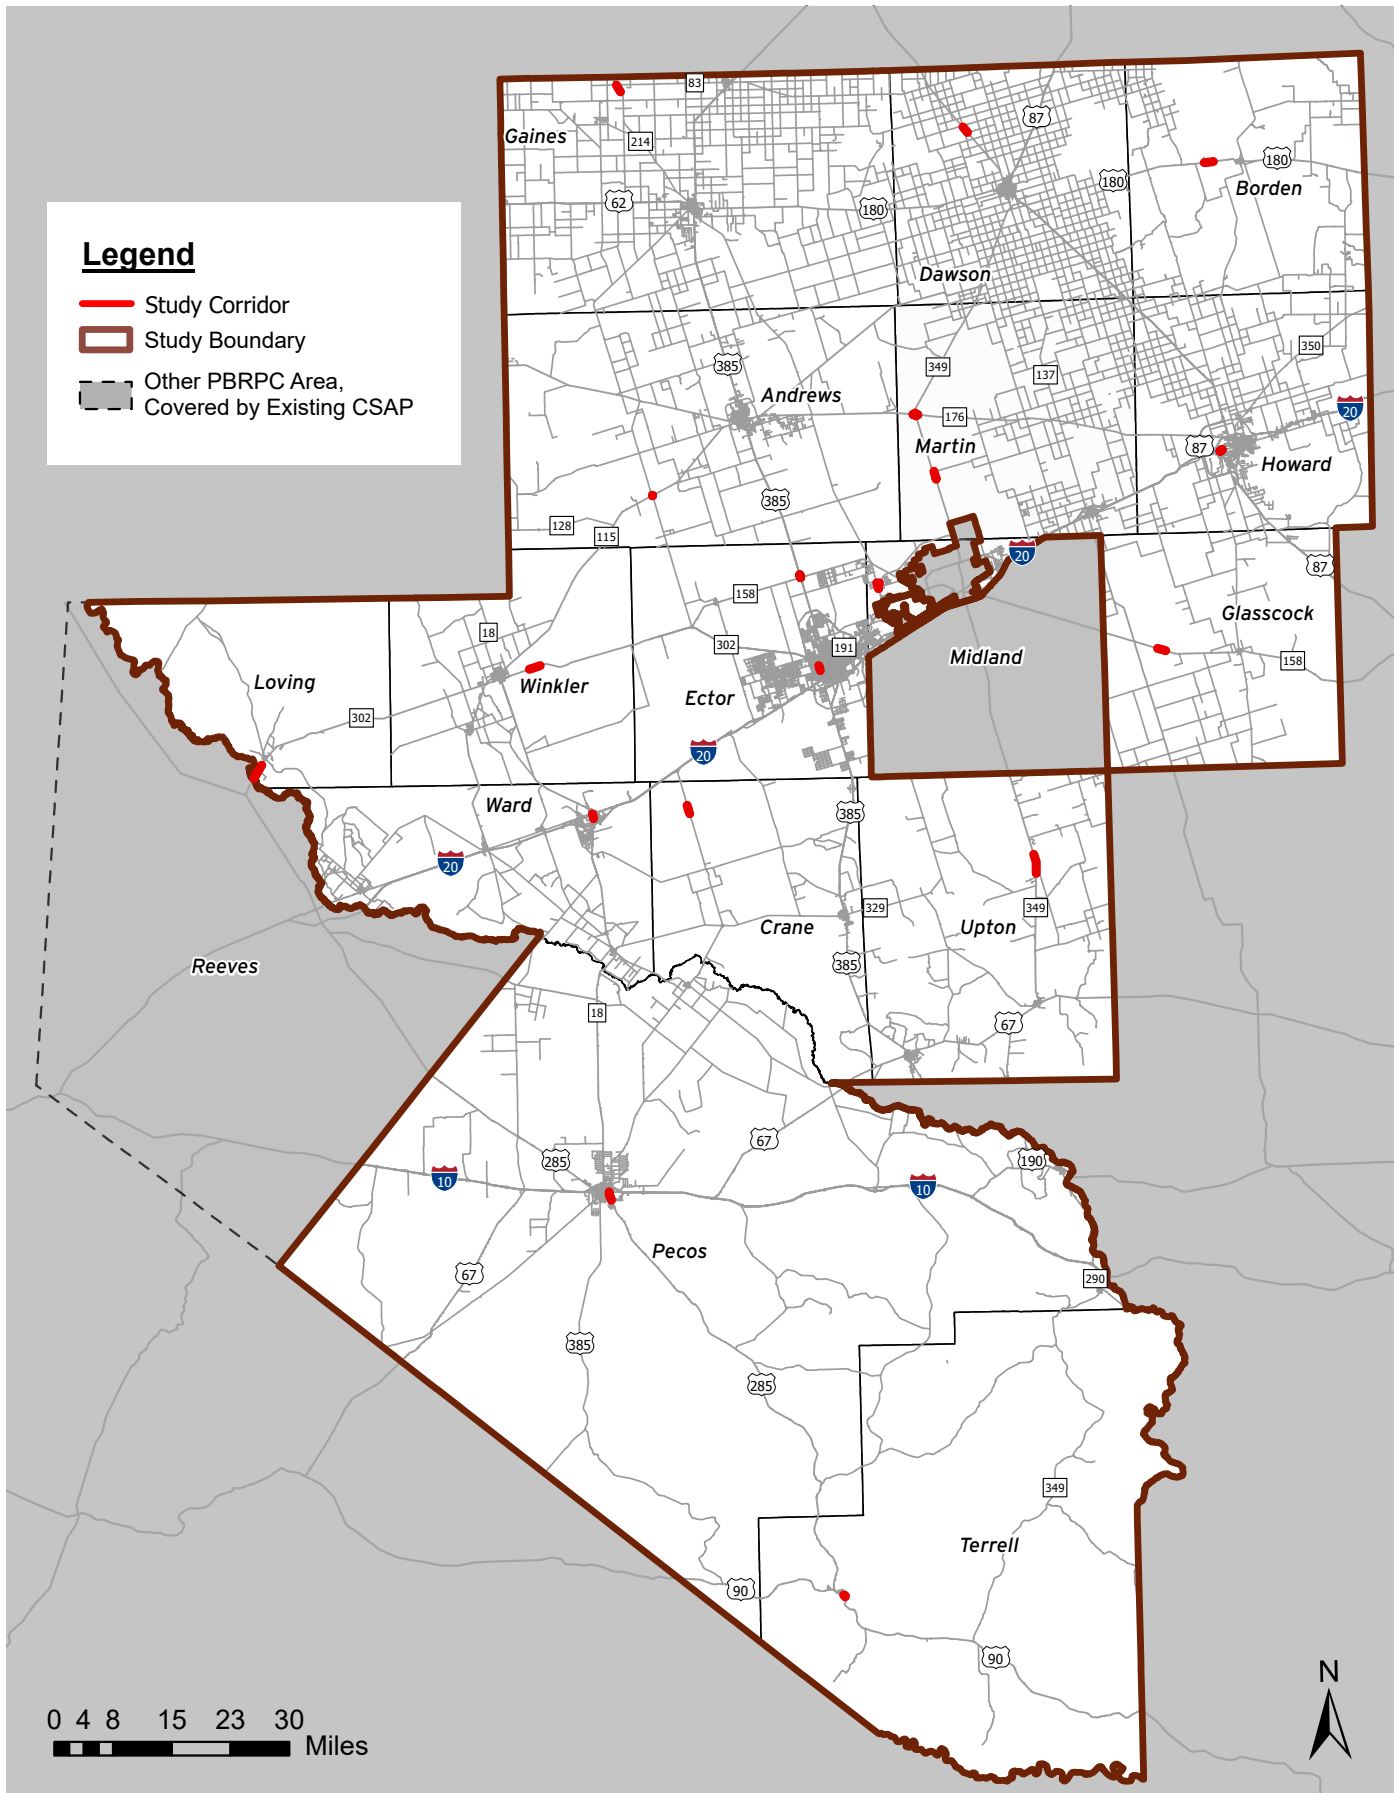 83
Gaines
214
87
62
180
180
180
Borden
Legend
Study Corridor
Study Boundary
Other PBRPC Area,
Covered by Existing CSAP
Dawson
385
Andrews
349
137
350
20
176
Martin
87
Howard
385
128
115
20
87
158
Glasscock
18
302
191
Midland
158
Loving
Winkler
Ector
302
20
Ward
385
20
329
349
Crane
Upton
385
Reeves
18
67
67
285
190
10
10
Pecos
67
290
385
285
349
Terrell
90
90
N
0 4 8 15 23 30
Miles